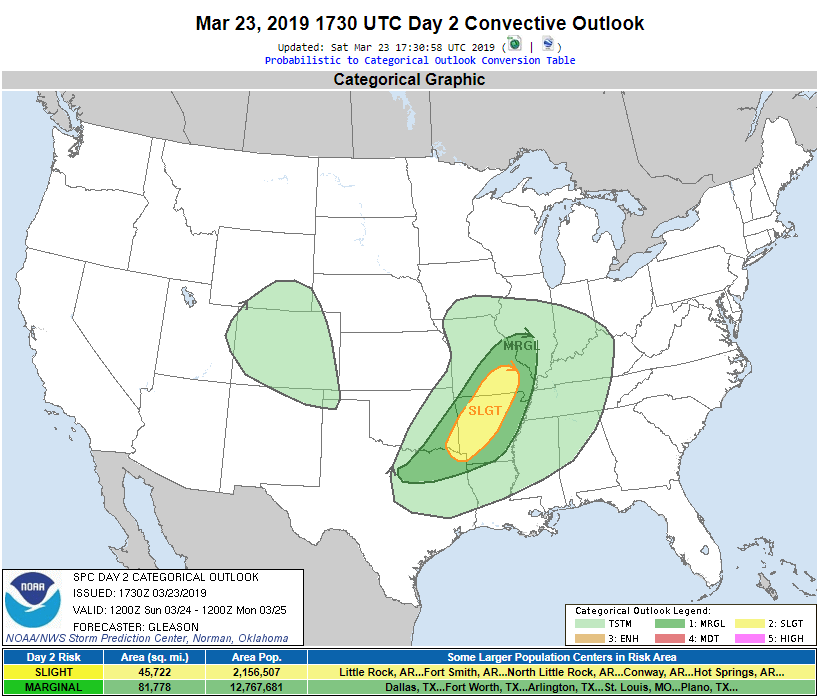 Mar 23, 2019 1730 UTC Day 2 Convective Outlook
Updated: Sat Mar 23 17:30:58 UTC 2019 ( | )
Probabilistic to Categorical Outlook Conversion Table
Categorical Graphic
MRGL
SLGT
NOAA
SPC DAY 2 CATEGORICAL OUTLOOK
ISSUED: 1730Z 03/23/2019
VALID: 1200Z Sun 03/24 - 1200Z Mon 03/25
FORECASTER: GLEASON
NOAA/NWS Storm Prediction Center, Norman, Oklahoma
Categorical Outlook Legend:
TSTM 1: MRGL 2: SLGT
3: ENH 4: MDT 5: HIGH
Day 2 Risk Area (sq. mi.) Area Pop. Some Larger Population Centers in Risk Area
SLIGHT 45,722 2,156,507 Little Rock, AR...Fort Smith, AR...North Little Rock, AR...Conway, AR...Hot Springs, AR...
MARGINAL 81,778 12,767,681 Dallas, TX...Fort Worth, TX...Arlington, TX...St. Louis, MO...Plano, TX...